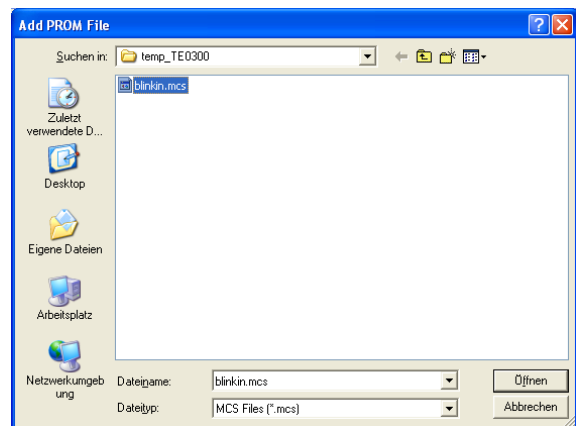 Add PROM File
Suchen in:
temp_TE0300
blinkin.mcs
Zuletzt
verwendete D...
Desktop
Eigene Dateien
Arbeitsplatz
Netzwerkumgeb
ung
Dateiname:
blinkin.mcs
Öffnen
Dateityp:
MCS Files (*.mcs)
Abbrechen